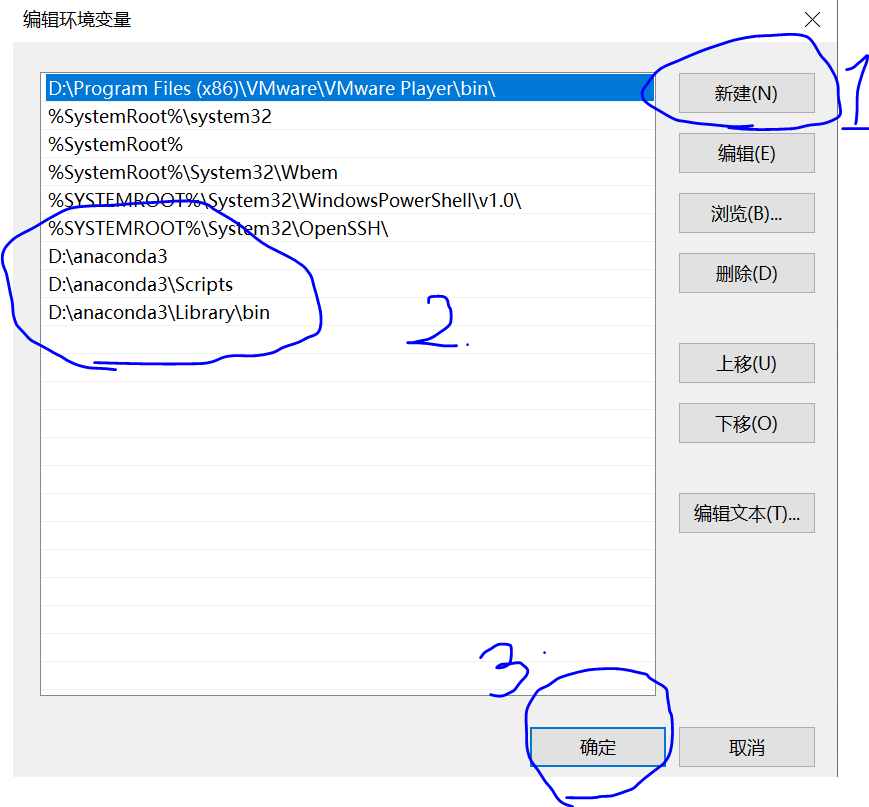 编辑环境变量
D:\Program Files (x86)\VMware\VMware Player\bin\
%SystemRoot%\system32
%SystemRoot%
%SystemRoot%\System32\Wbem
%SYSTEMROOT%\System32\WindowsPowerShell\v1.0\
%SYSTEMROOT%\System32\OpenSSH\
D:\anaconda3
D:\anaconda3\Scripts
D:\anaconda3\Library\bin
新建(N)
1
编辑(E)
浏览(B)...
删除(D)
2.
上移(U)
下移(O)
编辑文本(T)...
3.
确定
取消